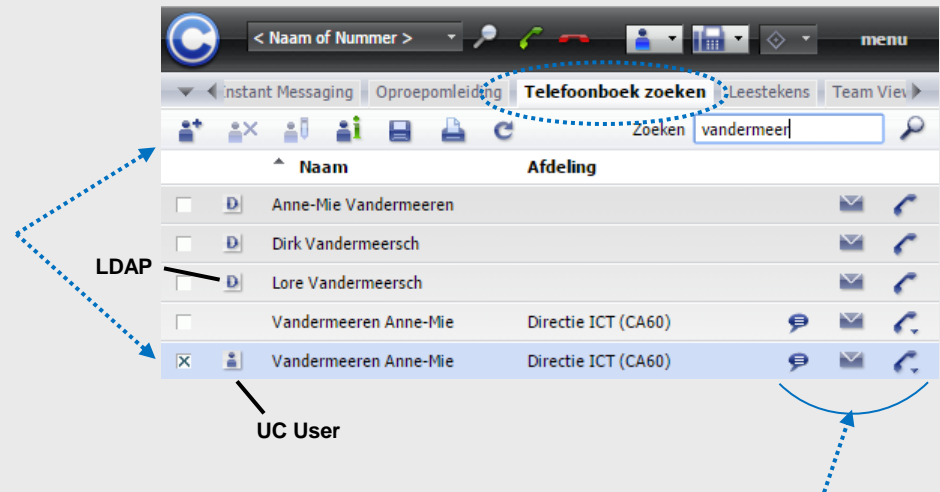 < Naam of Nummer > menu
nstant Messaging Oproepomleiding Telefoonboek zoeken Leestekens Team View
Zoeken vandermeer
Naam Afdeling
D Anne-Mie Vandermeeren
D Dirk Vandermeersch
LDAP
D Lore Vandermeersch
Vandermeeren Anne-Mie Directie ICT (CA60)
Vandermeeren Anne-Mie Directie ICT (CA60)
UC User